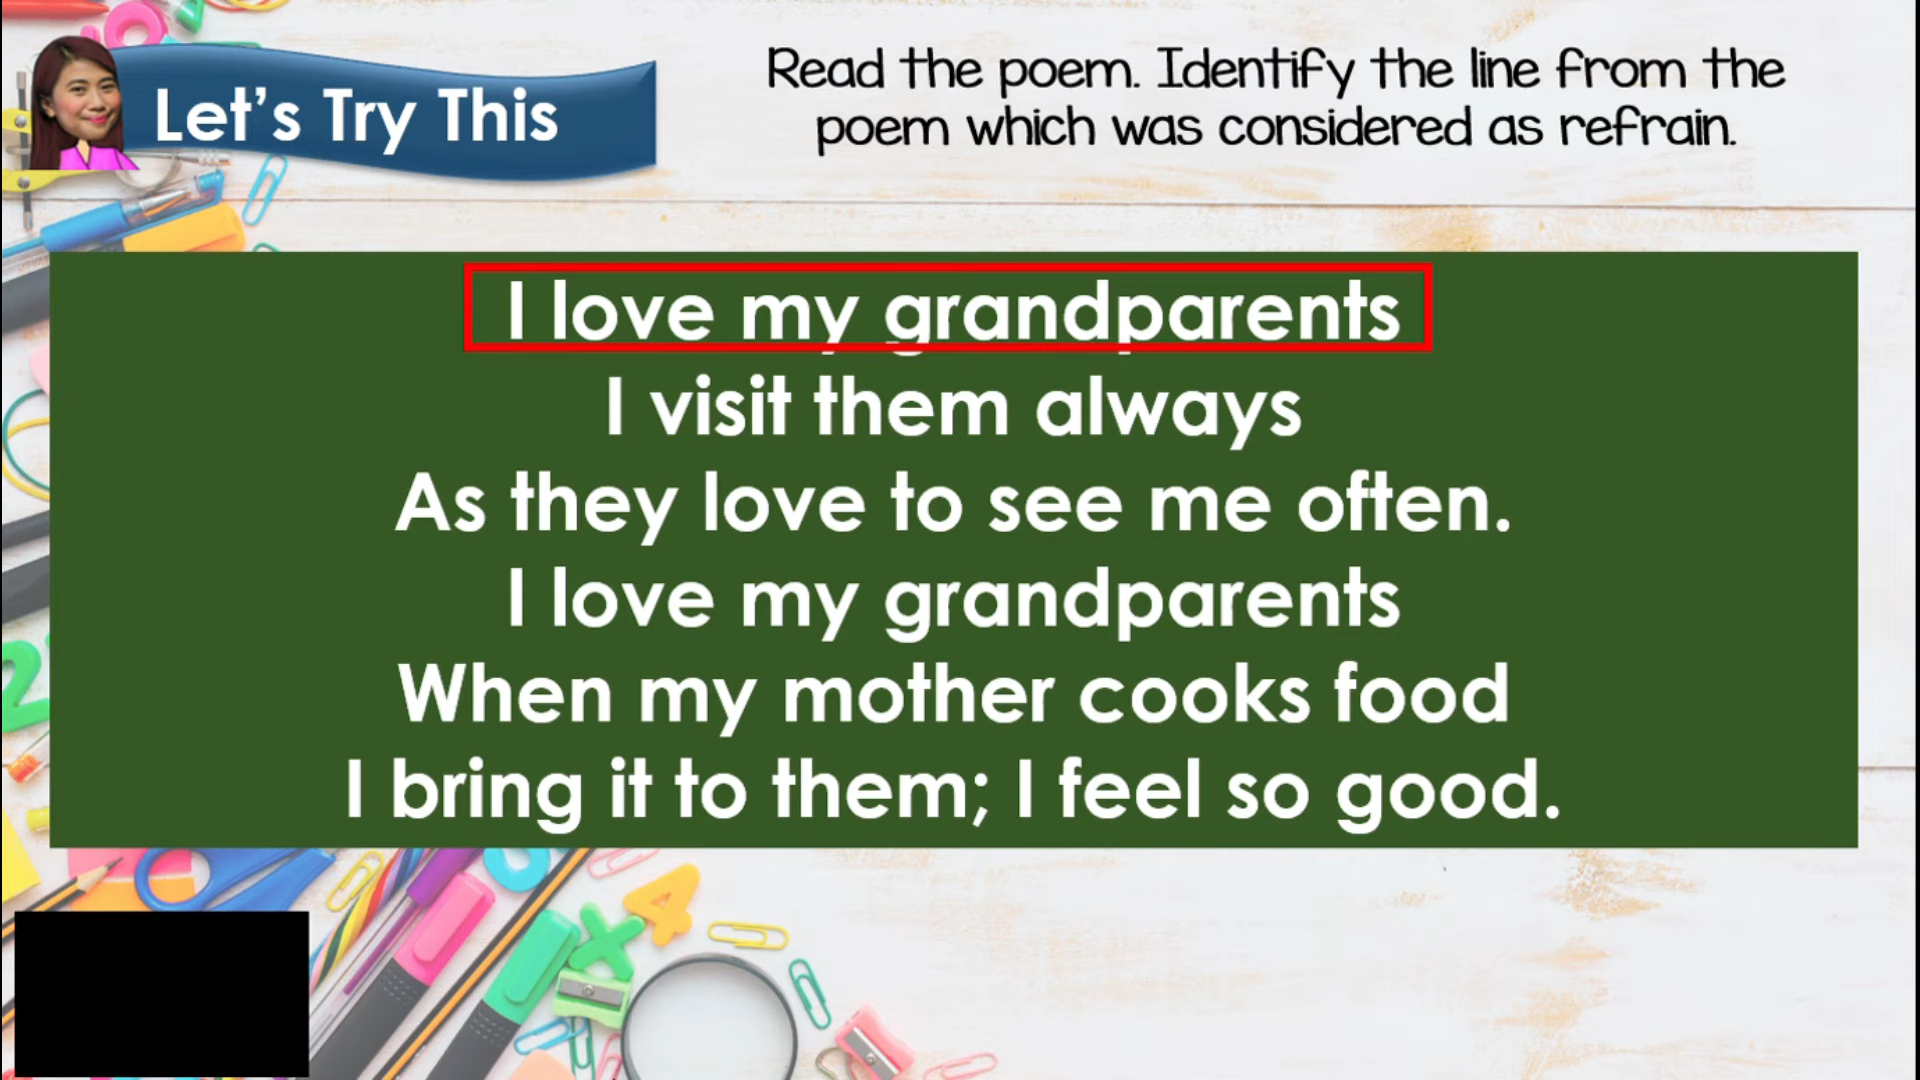 Let's Try This
Read the poem. Identify the line from the
poem which was considered as refrain.
I love my grandparents
I visit them always
As they love to see me often.
I love my grandparents
When my mother cooks food
I bring it to them; I feel so good.